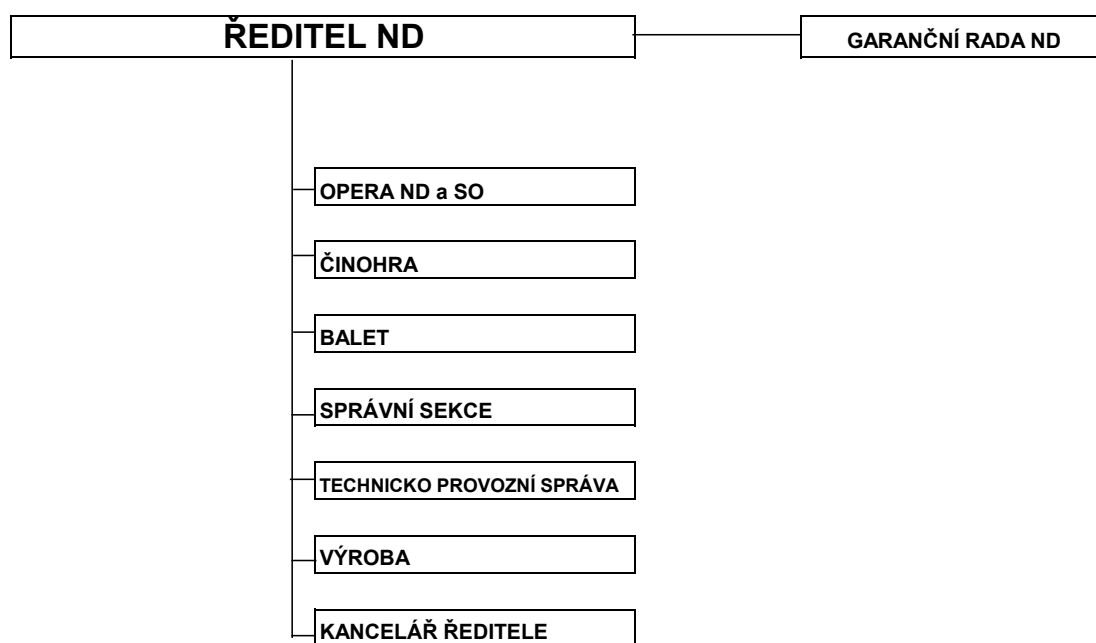 ŘEDITEL ND
GARANČNÍ RADA ND
OPERA ND a SO
ČINOHRA
BALET
SPRÁVNÍ SEKCE
TECHNICKO PROVOZNÍ SPRÁVA
VÝROBA
KANCELÁŘ ŘEDITELE